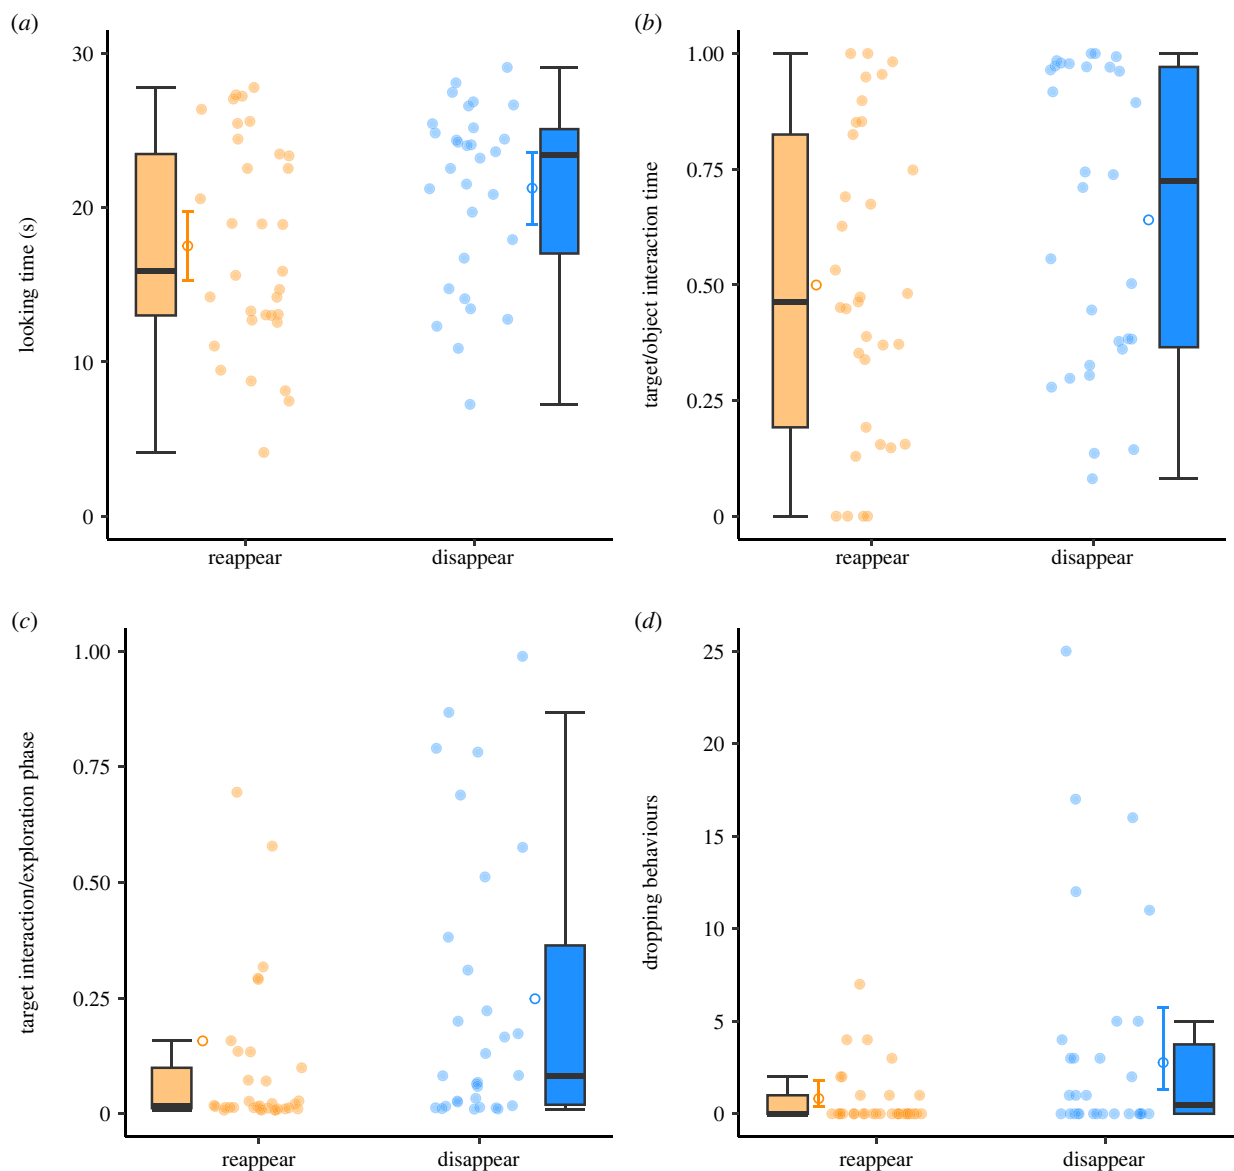 (a)
30
20
10
0
looking time (s)
reappear
disappear
(b)
1.00
0.75
0.50
0.25
0
target/object interaction time
reappear
disappear
(c)
1.00
0.75
0.50
0.25
0
target interaction/exploration phase
reappear
disappear
(d)
25
20
15
10
5
0
dropping behaviours
reappear
disappear